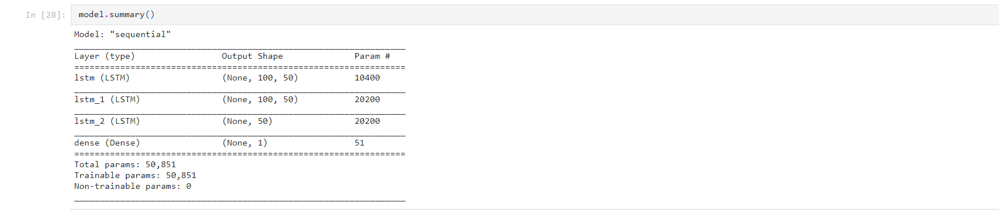 In [28]: model.summary()
Model: "sequential"
_________________________________________________________________
Layer (type)                 Output Shape              Param #
=================================================================
lstm (LSTM)                  (None, 100, 50)           10400
_________________________________________________________________
lstm_1 (LSTM)                (None, 100, 50)           20200
_________________________________________________________________
lstm_2 (LSTM)                (None, 50)                20200
_________________________________________________________________
dense (Dense)                (None, 1)                 51
=================================================================
Total params: 50,851
Trainable params: 50,851
Non-trainable params: 0
_________________________________________________________________